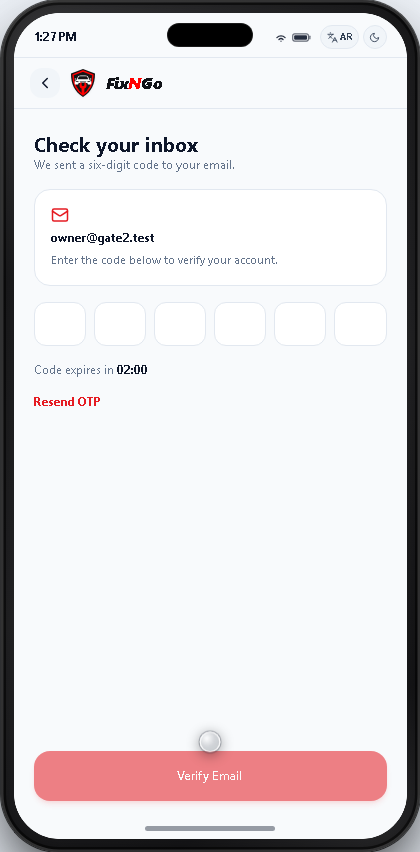 1:27 PM
AR
FixNGo
Check your inbox
We sent a six-digit code to your email.
owner@gate2.test
Enter the code below to verify your account.
Code expires in 02:00
Resend OTP
Verify Email